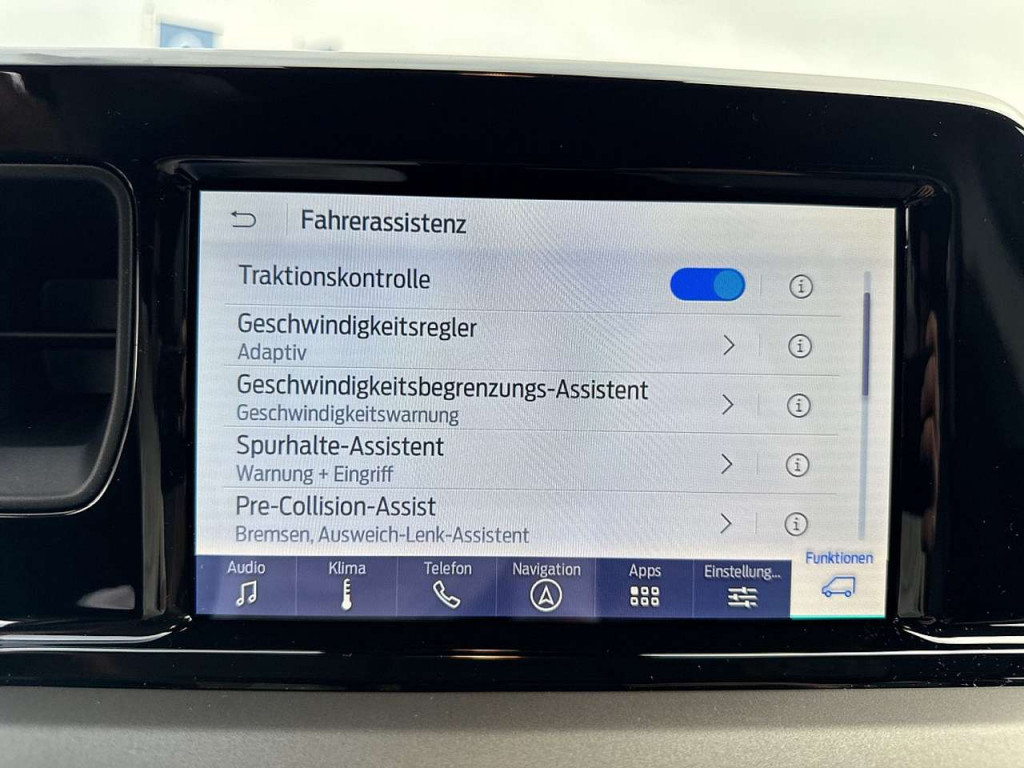 Fahrerassistenz
Traktionskontrolle
Geschwindigkeitsregler
Adaptiv
Geschwindigkeitsbegrenzungs-Assistent
Geschwindigkeitswarnung
Spurhalte-Assistent
Warnung + Eingriff
Pre-Collision-Assist
Bremsen, Ausweich-Lenk-Assistent
Audio
Klima
Telefon
Navigation
Apps
Einstellung...
Funktionen